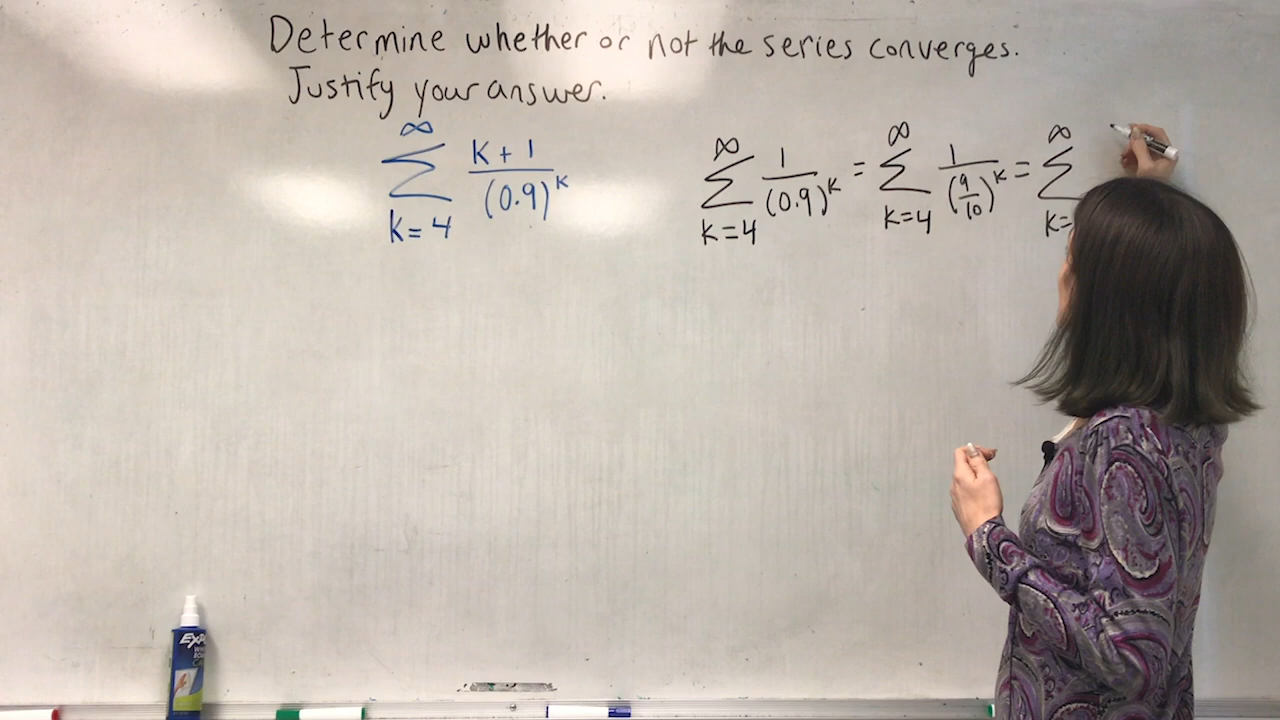 Determine whether or not the series converges.
Justify your answer.
∞ ∑ k=4 k+1/(0.9)^k
∞ ∑ k=4 1/(0.9)^k = ∞ ∑ k=4 1/(9/10)^k = ∞ ∑ k=
EXPO